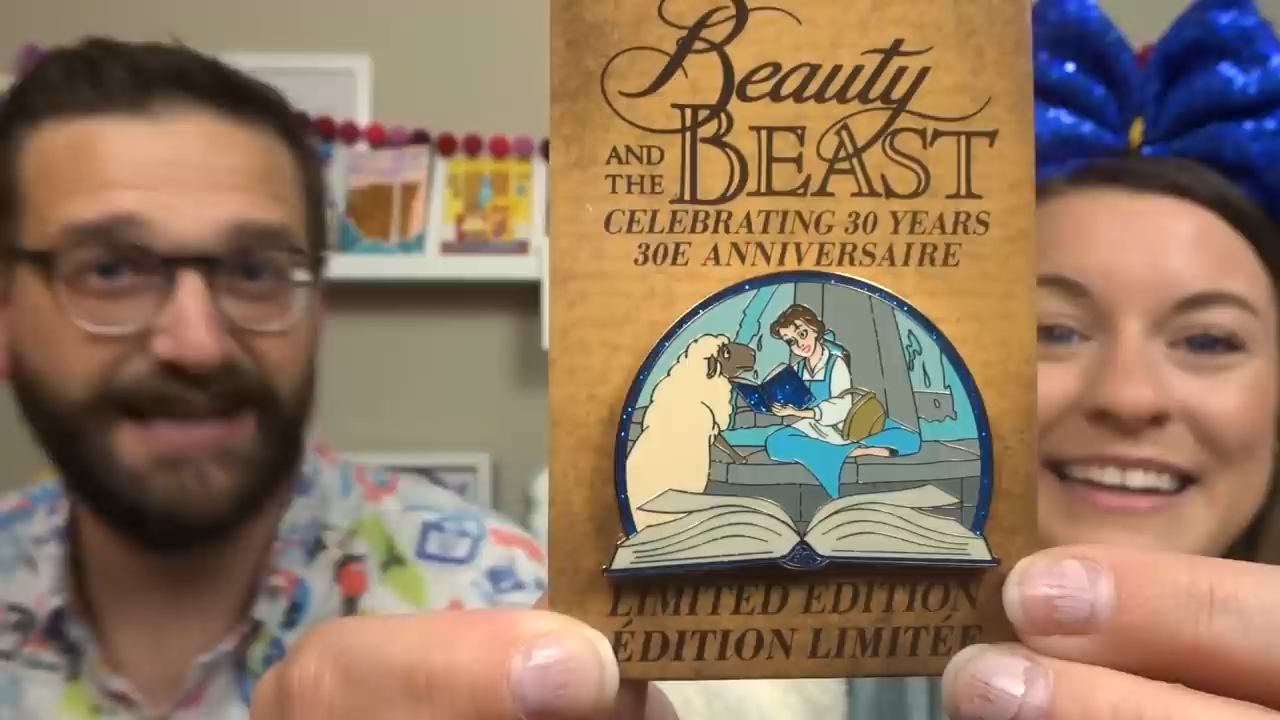 Beauty
AND THE BEAST
CELEBRATING 30 YEARS
30E ANNIVERSAIRE
LIMITED EDITION
ÉDITION LIMITÉE